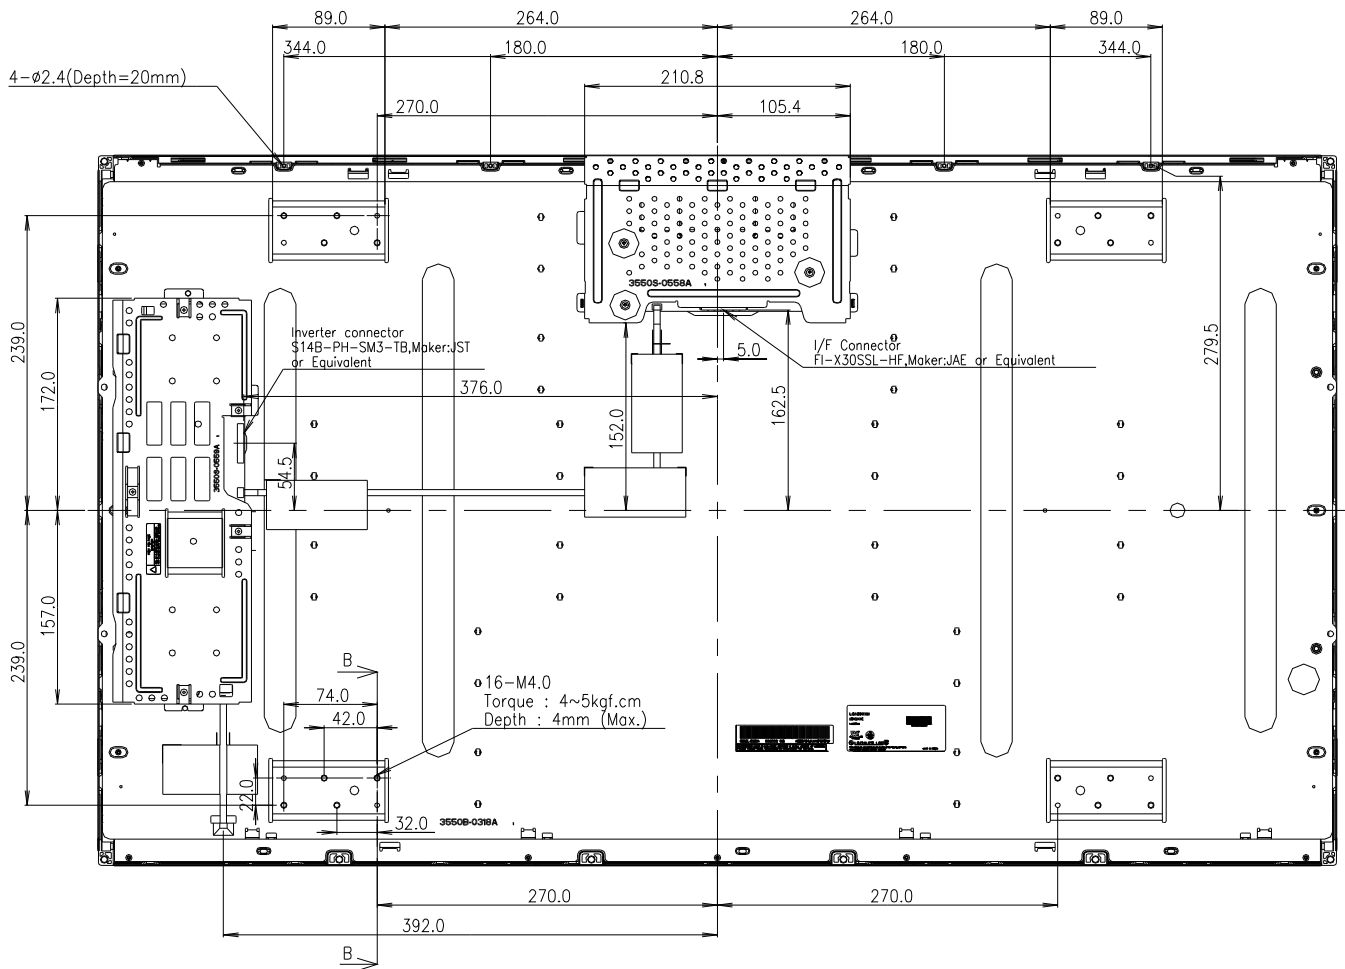 89.0
264.0
264.0
89.0
344.0
180.0
180.0
344.0
4-ø2.4(Depth=20mm)
210.8
270.0
105.4
3550S-0558A
Inverter connector
S14B-PH-SM3-TB,Maker:JST
or Equivalent
I/F Connector
FI-X30SSL-HF,Maker:JAE or Equivalent
5.0
239.0
172.0
376.0
152.0
162.5
279.5
3550S-0559A
54.5
157.0
239.0
B
16-M4.0
Torque : 4~5kgf.cm
Depth : 4mm (Max.)
74.0
42.0
22.0
32.0
3550B-0318A
270.0
270.0
392.0
B